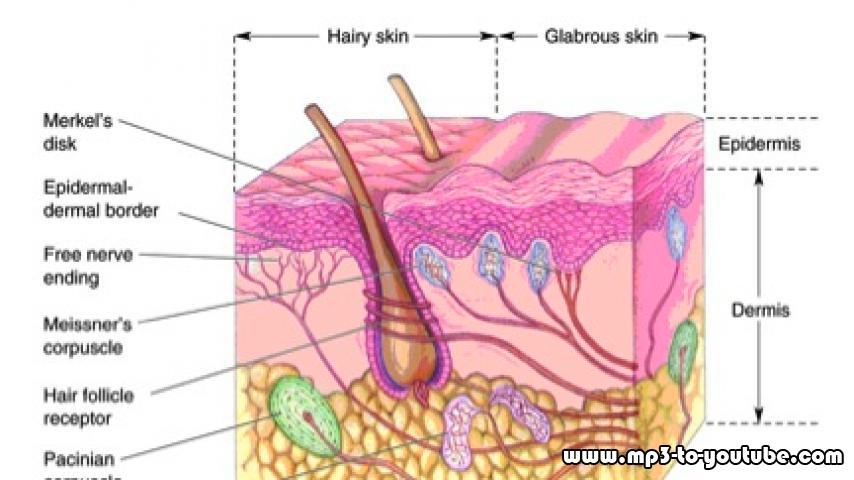 Hairy skin
Glabrous skin
Merkel's
disk
Epidermal-
dermal border
Free nerve
ending
Meissner's
corpuscle
Hair follicle
receptor
Pacinian
Epidermis
Dermis
www.mp3-to-youtube.com